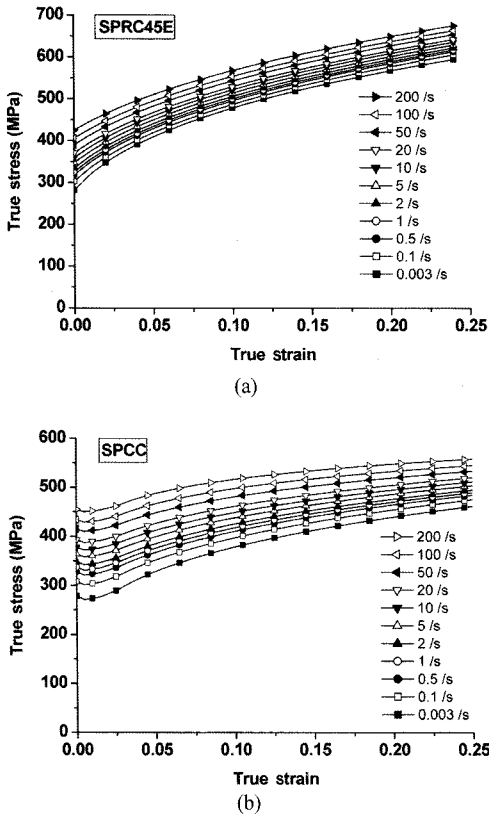 SPRC45E
700
600
500
400
300
200
100
0
True stress (MPa)
200 /s
100 /s
50 /s
20 /s
10 /s
5 /s
2 /s
1 /s
0.5 /s
0.1 /s
0.003 /s
0.00
0.05
0.10
0.15
0.20
0.25
True strain
(a)
SPCC
600
500
400
300
200
100
0
True stress (MPa)
200 /s
100 /s
50 /s
20 /s
10 /s
5 /s
2 /s
1 /s
0.5 /s
0.1 /s
0.003 /s
0.00
0.05
0.10
0.15
0.20
0.25
True strain
(b)